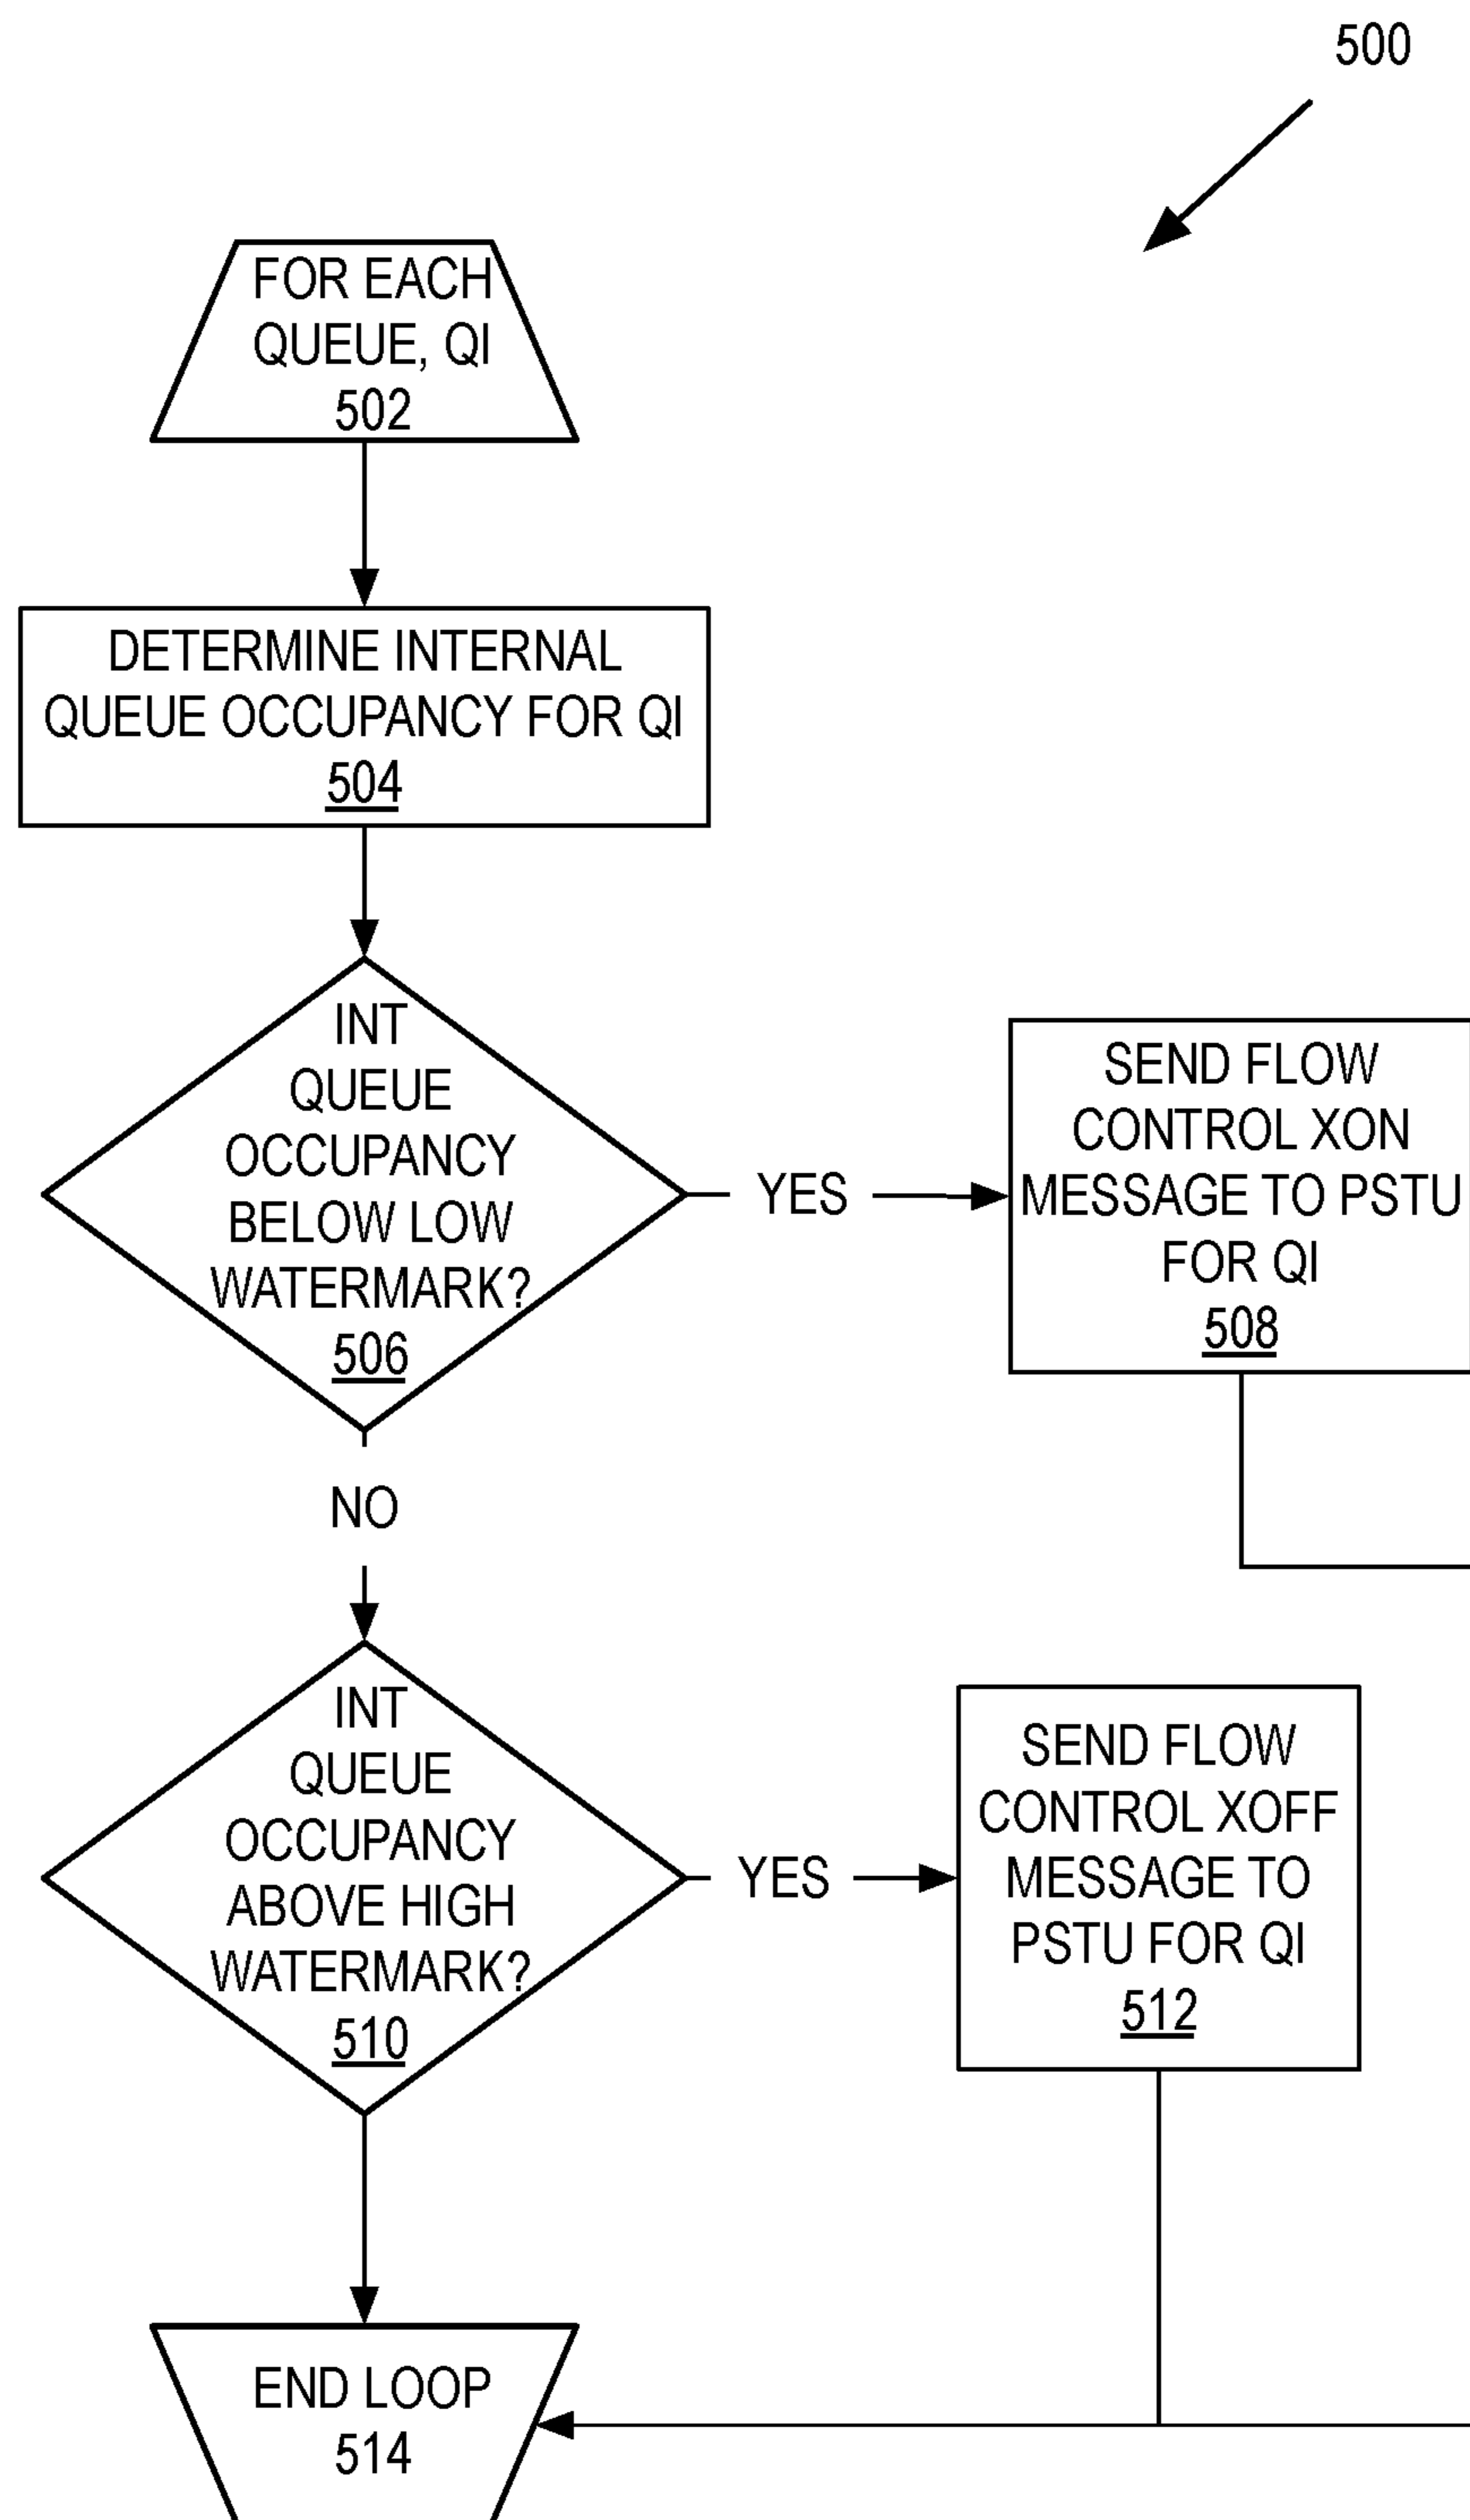 500
FOR EACH
QUEUE, QI
502
DETERMINE INTERNAL
QUEUE OCCUPANCY FOR QI
504
INT
QUEUE
OCCUPANCY
BELOW LOW
WATERMARK?
506
YES
SEND FLOW
CONTROL XON
MESSAGE TO PSTU
FOR QI
508
NO
INT
QUEUE
OCCUPANCY
ABOVE HIGH
WATERMARK?
510
YES
SEND FLOW
CONTROL XOFF
MESSAGE TO
PSTU FOR QI
512
END LOOP
514